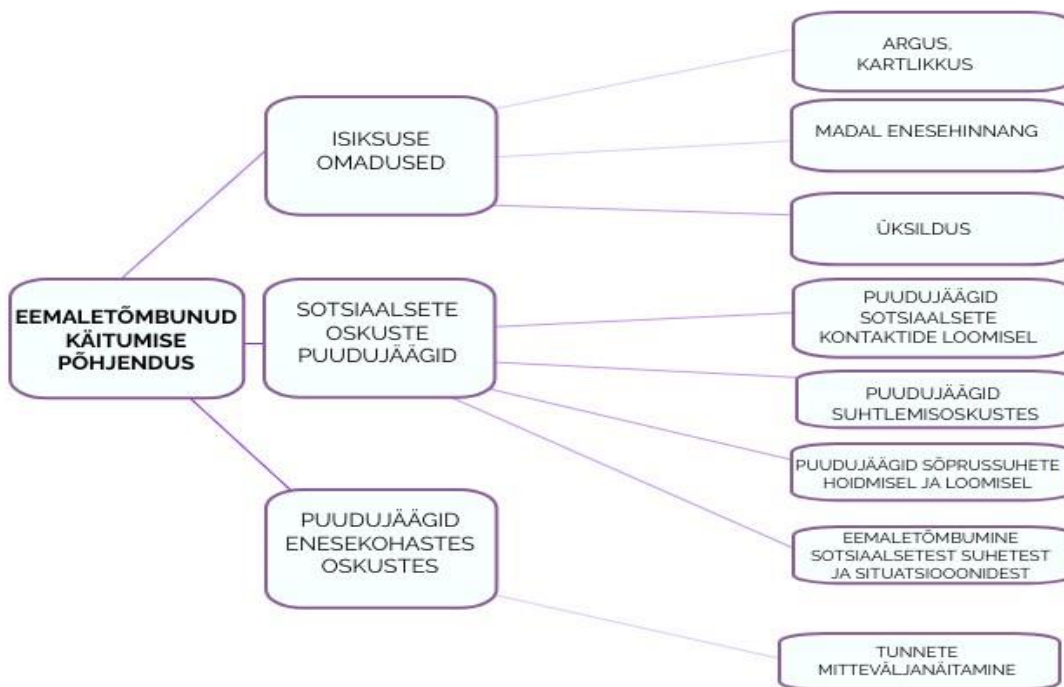 EEMALETÕMBUNUD
KÄITUMISE
PÕHJENDUS
ISIKSUSE
OMADUSED
ARGUS,
KARTLIKKUS
MADAL ENESEHINNANG
ÜKSILDUS
SOTSIAALSETE
OSKUSTE
PUUDUJÄÄGID
PUUDUJÄÄGID
SOTSIAALSETE
KONTAKTIDE LOOMISEL
PUUDUJÄÄGID
SUHTLEMISOSKUSTES
PUUDUJÄÄGID SÕPRUSSUHETE
HOIDMISEL JA LOOMISEL
EEMALETÕMBUMINE
SOTSIAALSETEST SUHETEST
JA SITUATSIOOONIDEST
PUUDUJÄÄGID
ENESEKOHASTES
OSKUSTES
TUNNETE
MITTEVÄLJANÄITAMINE